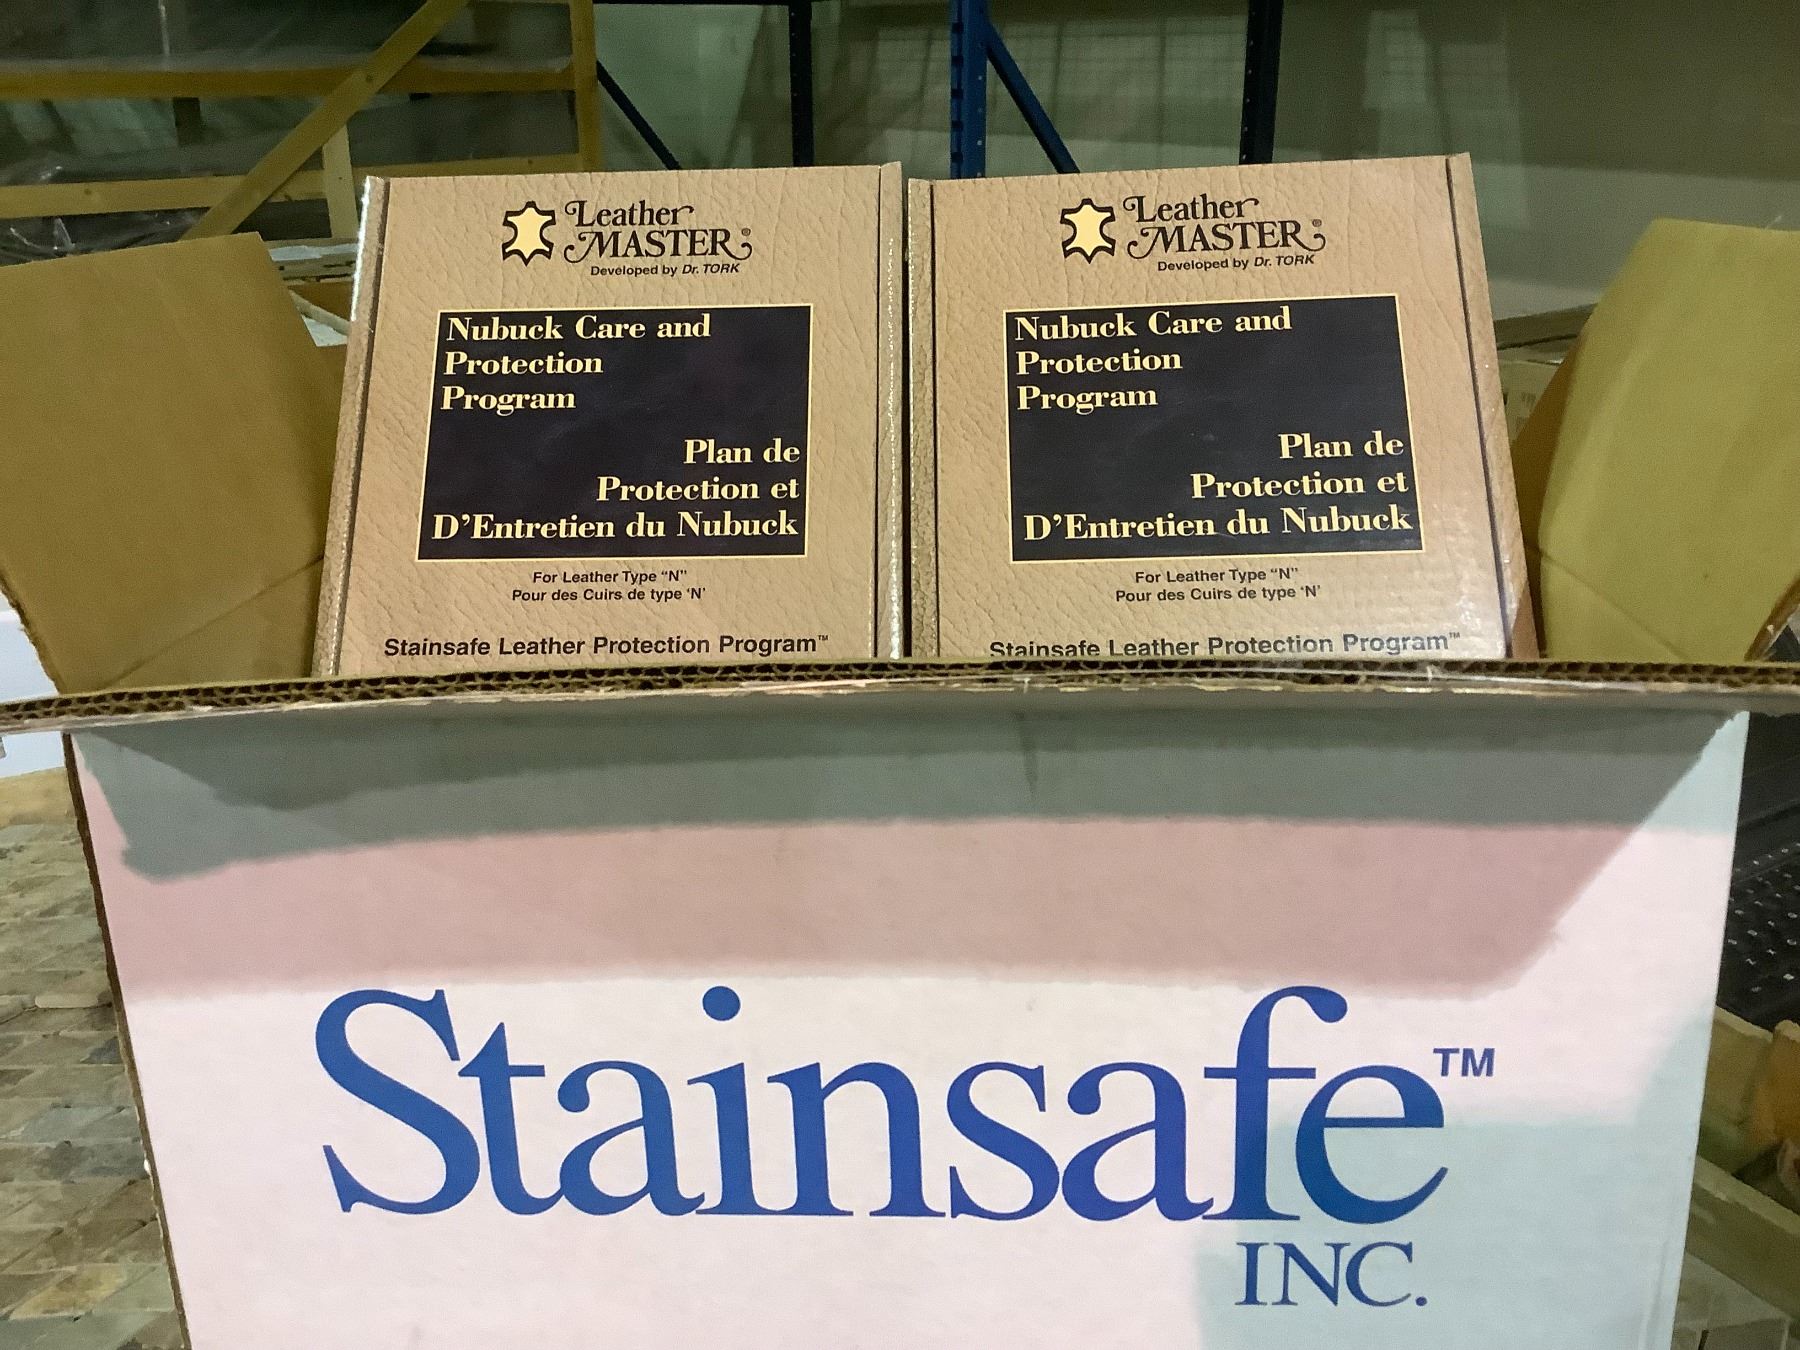 Leather
MASTER®
Developed by Dr. TORK
Nubuck Care and
Protection
Program
Plan de
Protection et
D'Entretien du Nubuck
For Leather Type "N"
Pour des Cuirs de type 'N'
Stainsafe Leather Protection Program™
Leather
MASTER®
Developed by Dr. TORK
Nubuck Care and
Protection
Program
Plan de
Protection et
D'Entretien du Nubuck
For Leather Type "N"
Pour des Cuirs de type 'N'
Stainsafe Leather Protection Program™
Stainsafe™
INC.